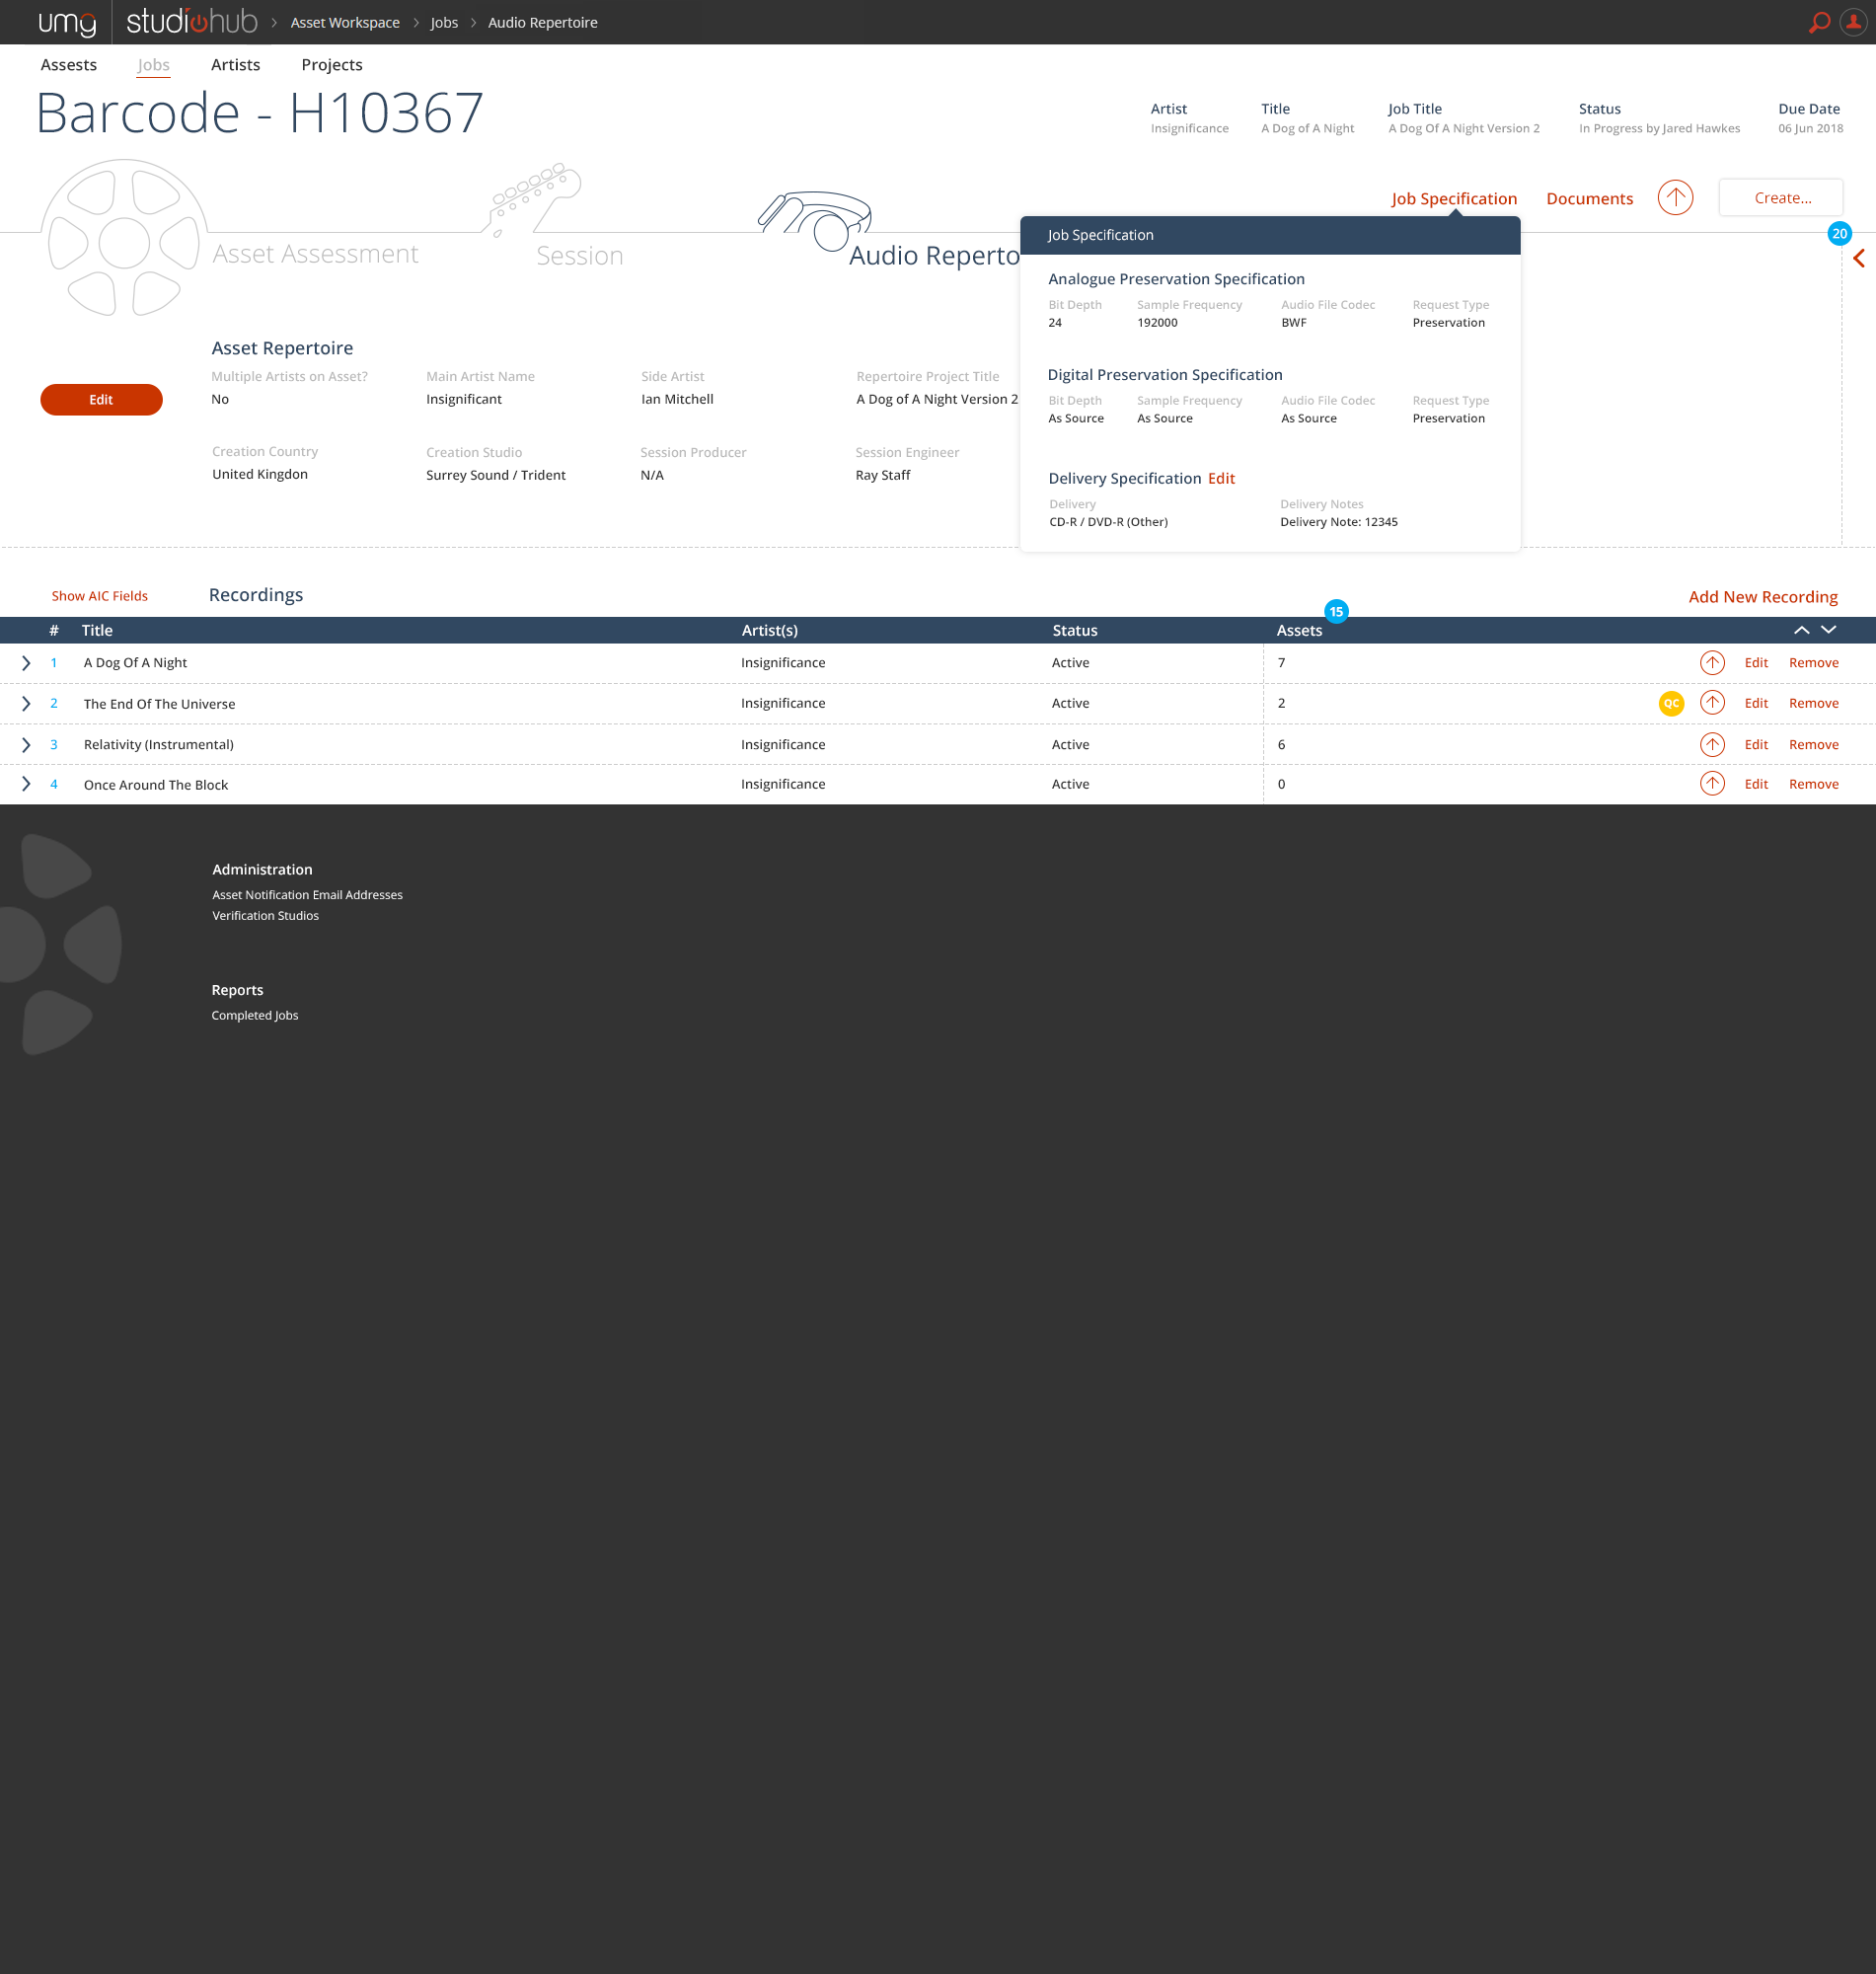 umg studiohub > Asset Workspace > Jobs > Audio Repertoire
Assests Jobs Artists Projects
Barcode - H10367
Artist Title Job Title Status Due Date
Insignificance A Dog of A Night A Dog Of A Night Version 2 In Progress by Jared Hawkes 06 Jun 2018
Job Specification Documents Create...
20
Asset Assessment Session Audio Reperto
Job Specification
Analogue Preservation Specification
Bit Depth Sample Frequency Audio File Codec Request Type
24 192000 BWF Preservation
Digital Preservation Specification
Bit Depth Sample Frequency Audio File Codec Request Type
As Source As Source As Source Preservation
Delivery Specification Edit
Delivery Delivery Notes
CD-R / DVD-R (Other) Delivery Note: 12345
Asset Repertoire
Edit
Multiple Artists on Asset? Main Artist Name Side Artist Repertoire Project Title
No Insignificant Ian Mitchell A Dog of A Night Version 2
Creation Country Creation Studio Session Producer Session Engineer
United Kingdon Surrey Sound / Trident N/A Ray Staff
Show AIC Fields Recordings Add New Recording
15
# Title Artist(s) Status Assets
1 A Dog Of A Night Insignificance Active 7 Edit Remove
2 The End Of The Universe Insignificance Active 2 QC Edit Remove
3 Relativity (Instrumental) Insignificance Active 6 Edit Remove
4 Once Around The Block Insignificance Active 0 Edit Remove
Administration
Asset Notification Email Addresses
Verification Studios
Reports
Completed Jobs